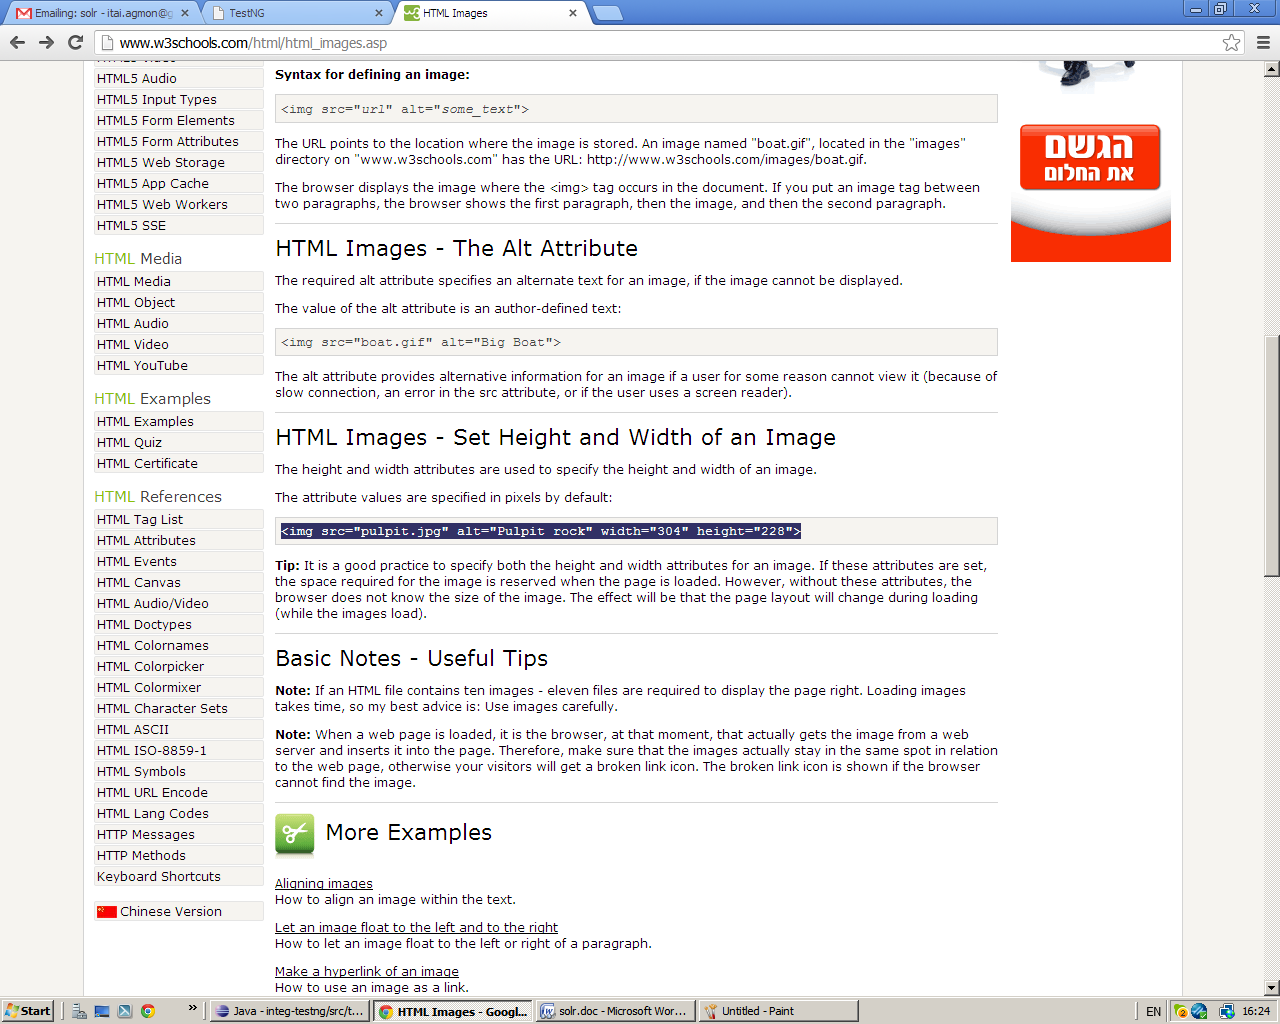 Emailing: solr - itai.agmon@g
TestNG
HTML Images
www.w3schools.com/html/html_images.asp
HTML5 Audio
HTML5 Input Types
HTML5 Form Elements
HTML5 Form Attributes
HTML5 Web Storage
HTML5 App Cache
HTML5 Web Workers
HTML5 SSE
HTML Media
HTML Media
HTML Object
HTML Audio
HTML Video
HTML YouTube
HTML Examples
HTML Examples
HTML Quiz
HTML Certificate
HTML References
HTML Tag List
HTML Attributes
HTML Events
HTML Canvas
HTML Audio/Video
HTML Doctypes
HTML Colornames
HTML Colorpicker
HTML Colormixer
HTML Character Sets
HTML ASCII
HTML ISO-8859-1
HTML Symbols
HTML URL Encode
HTML Lang Codes
HTTP Messages
HTTP Methods
Keyboard Shortcuts
Chinese Version
Syntax for defining an image:
<img src="url" alt="some_text">
The URL points to the location where the image is stored. An image named "boat.gif", located in the "images"
directory on "www.w3schools.com" has the URL: http://www.w3schools.com/images/boat.gif.
The browser displays the image where the <img> tag occurs in the document. If you put an image tag between
two paragraphs, the browser shows the first paragraph, then the image, and then the second paragraph.
HTML Images - The Alt Attribute
The required alt attribute specifies an alternate text for an image, if the image cannot be displayed.
The value of the alt attribute is an author-defined text:
<img src="boat.gif" alt="Big Boat">
The alt attribute provides alternative information for an image if a user for some reason cannot view it (because of
slow connection, an error in the src attribute, or if the user uses a screen reader).
HTML Images - Set Height and Width of an Image
The height and width attributes are used to specify the height and width of an image.
The attribute values are specified in pixels by default:
<img src="pulpit.jpg" alt="Pulpit rock" width="304" height="228">
Tip: It is a good practice to specify both the height and width attributes for an image. If these attributes are set,
the space required for the image is reserved when the page is loaded. However, without these attributes, the
browser does not know the size of the image. The effect will be that the page layout will change during loading
(while the images load).
Basic Notes - Useful Tips
Note: If an HTML file contains ten images - eleven files are required to display the page right. Loading images
takes time, so my best advice is: Use images carefully.
Note: When a web page is loaded, it is the browser, at that moment, that actually gets the image from a web
server and inserts it into the page. Therefore, make sure that the images actually stay in the same spot in relation
to the web page, otherwise your visitors will get a broken link icon. The broken link icon is shown if the browser
cannot find the image.
More Examples
Aligning images
How to align an image within the text.
Let an image float to the left and to the right
How to let an image float to the left or right of a paragraph.
Make a hyperlink of an image
How to use an image as a link.
הגשם
את החלום
Start
Java - integ-testng/src/t...
HTML Images - Googl...
solr.doc - Microsoft Wor...
Untitled - Paint
EN
16:24